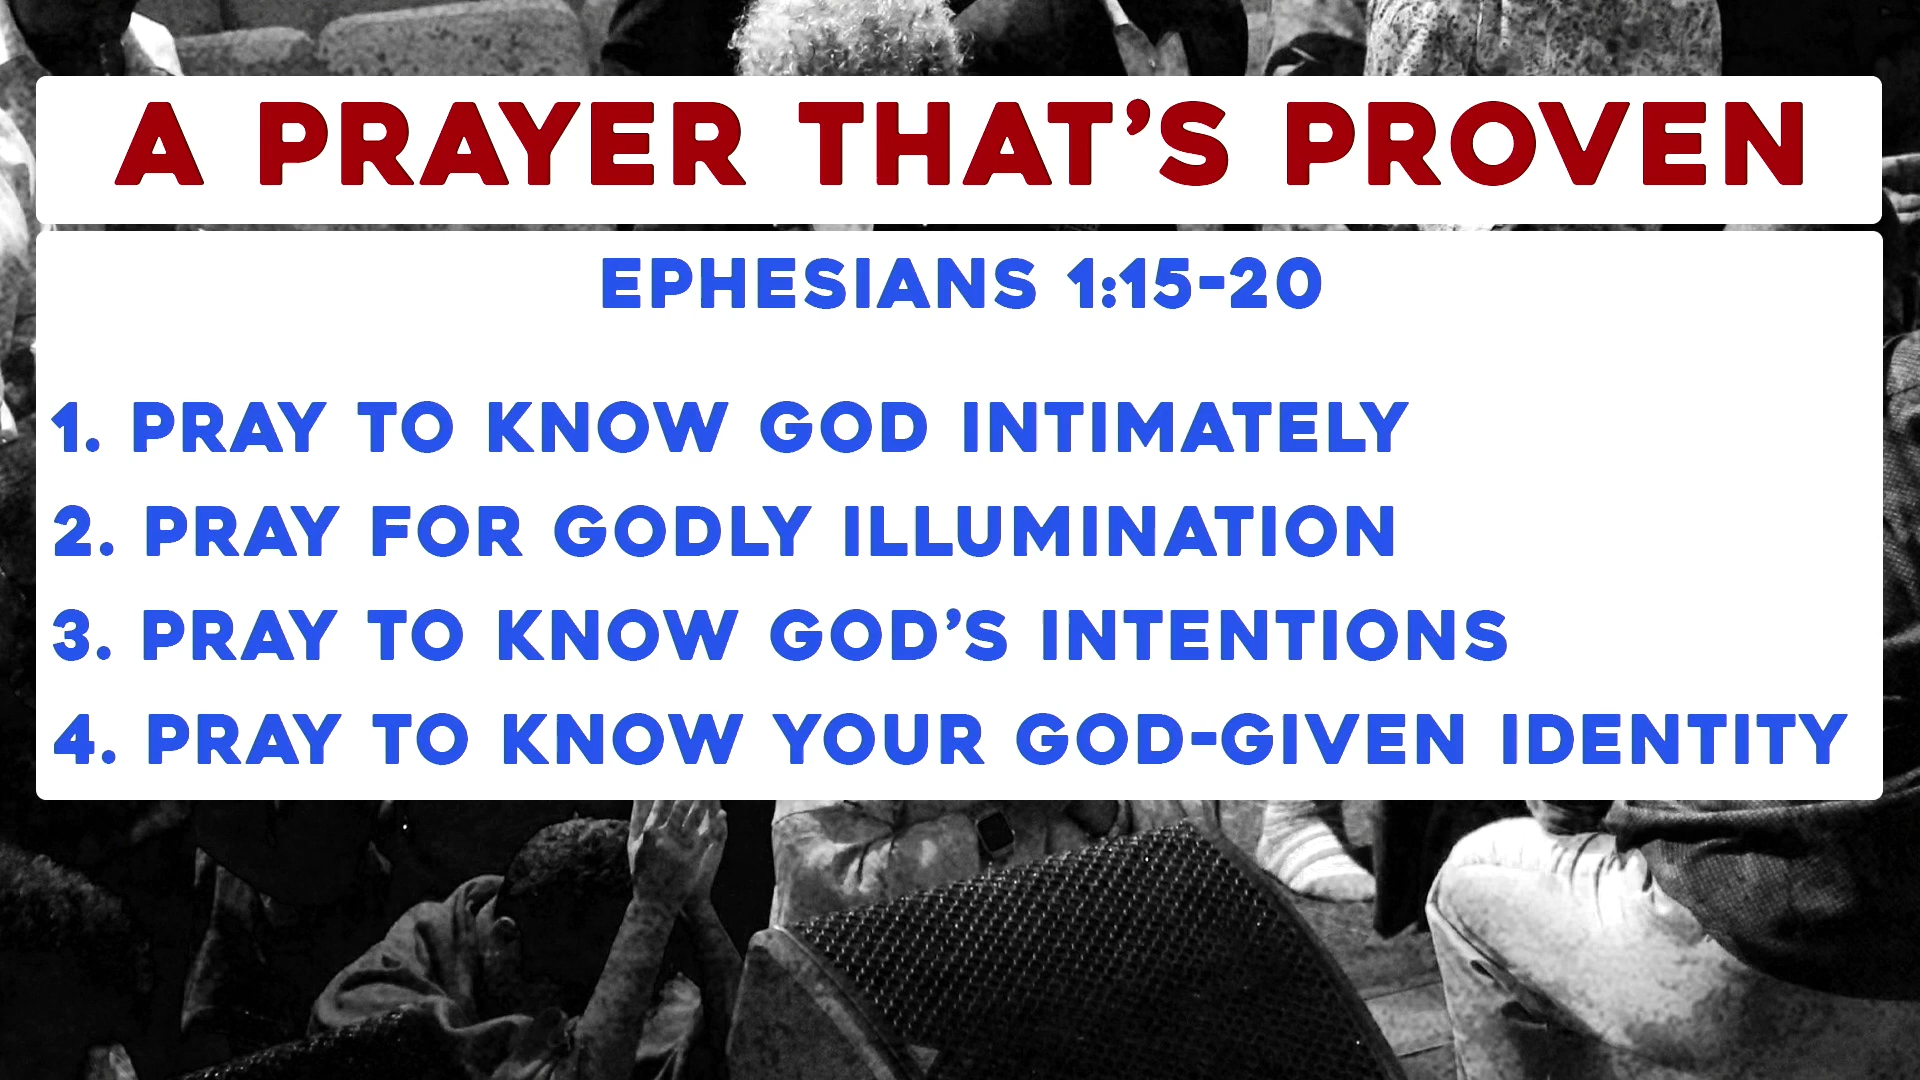 A PRAYER THAT’S PROVEN
EPHESIANS 1:15-20
1. PRAY TO KNOW GOD INTIMATELY
2. PRAY FOR GODLY ILLUMINATION
3. PRAY TO KNOW GOD’S INTENTIONS
4. PRAY TO KNOW YOUR GOD-GIVEN IDENTITY